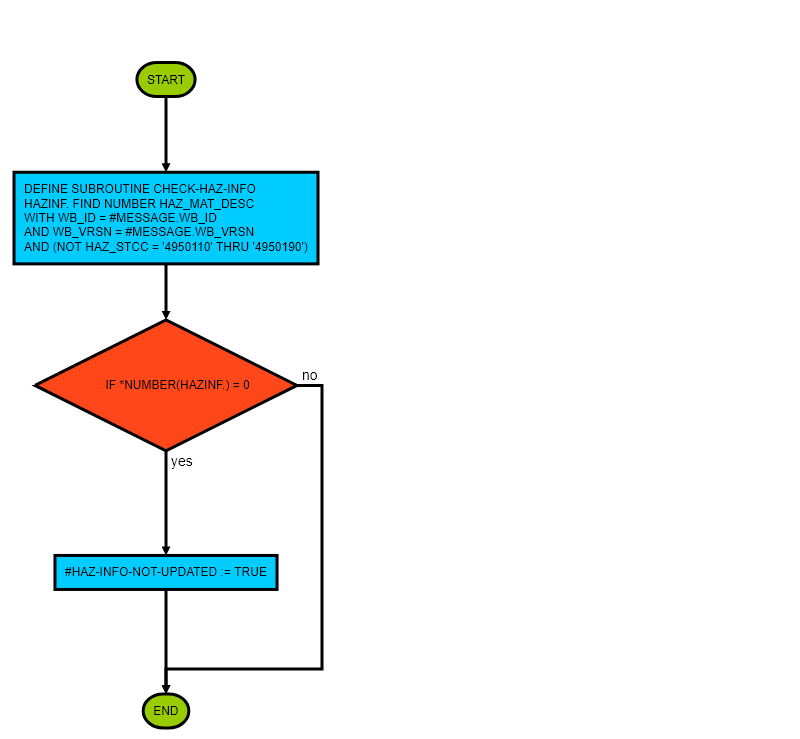 START
DEFINE SUBROUTINE CHECK-HAZ-INFO
HAZINF. FIND NUMBER HAZ_MAT_DESC
WITH WB_ID = #MESSAGE.WB_ID
AND WB_VRSN = #MESSAGE.WB_VRSN
AND (NOT HAZ_STCC = '4950110' THRU '4950190')
IF *NUMBER(HAZINF.) = 0
no
yes
#HAZ-INFO-NOT-UPDATED := TRUE
END